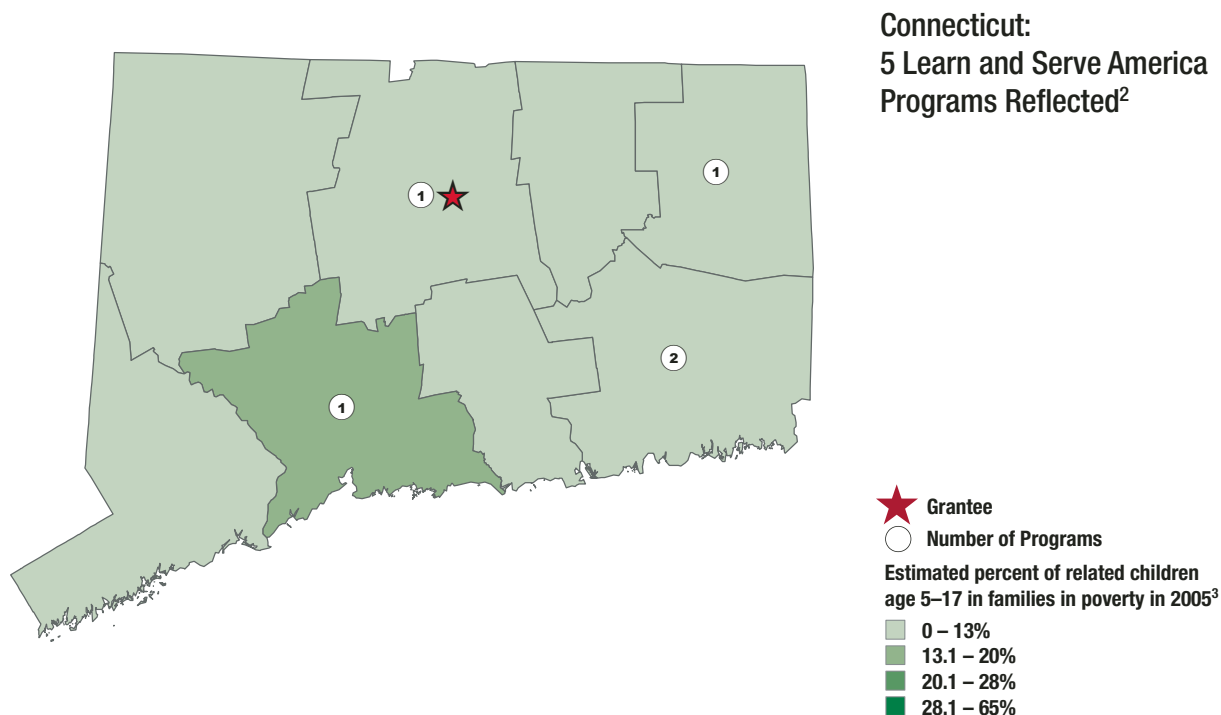 Connecticut:
5 Learn and Serve America
Programs Reflected²
1
1
2
1
Grantee
Number of Programs
Estimated percent of related children
age 5–17 in families in poverty in 2005³
0 – 13%
13.1 – 20%
20.1 – 28%
28.1 – 65%